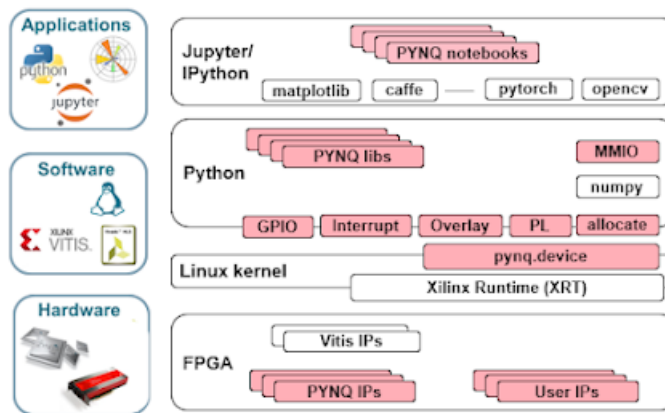 Applications
python
jupyter
Software
XILINX
VITIS.
Hardware
Jupyter/
IPython
PYNQ notebooks
matplotlib
caffe
pytorch
opencv
Python
PYNQ libs
MMIO
numpy
GPIO
Interrupt
Overlay
PL
allocate
Linux kernel
pynq.device
Xilinx Runtime (XRT)
FPGA
Vitis IPs
PYNQ IPs
User IPs